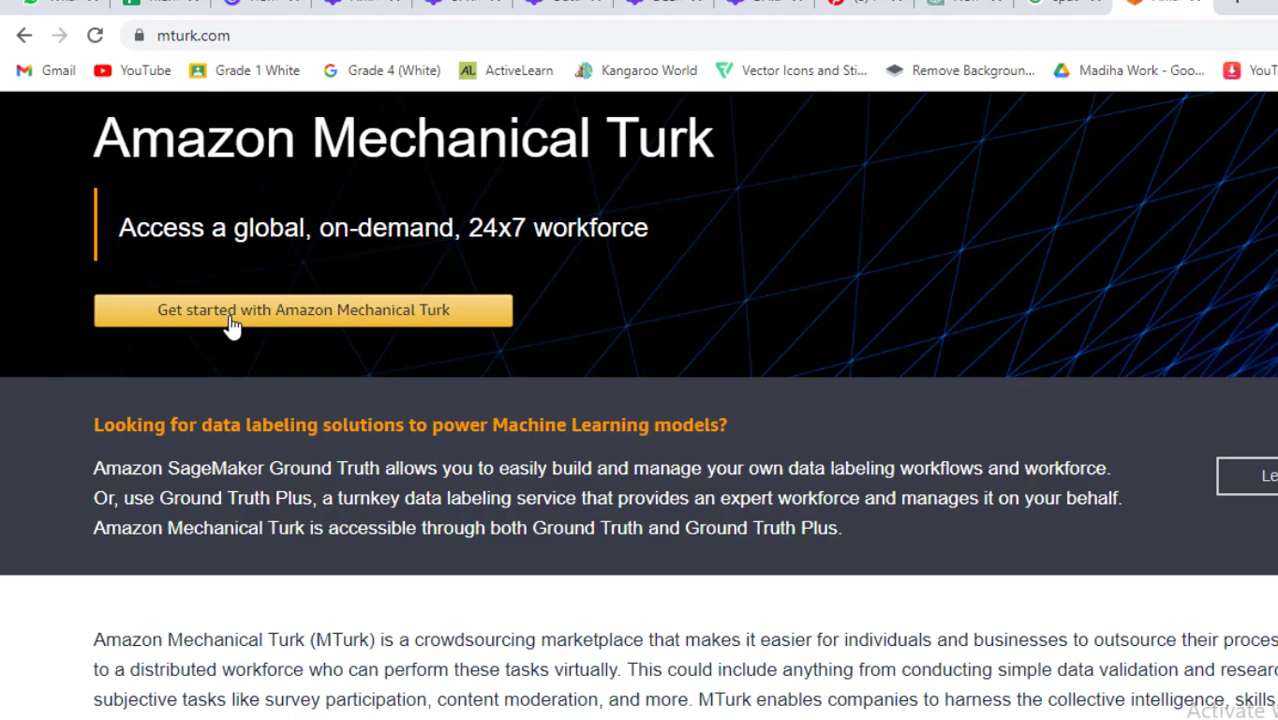 mturk.com
Gmail YouTube Grade 1 White Grade 4 (White) ActiveLearn Kangaroo World Vector Icons and Sti... Remove Backgroun... Madiha Work - Goo...
Amazon Mechanical Turk
Access a global, on-demand, 24x7 workforce
Get started with Amazon Mechanical Turk
Looking for data labeling solutions to power Machine Learning models?
Amazon SageMaker Ground Truth allows you to easily build and manage your own data labeling workflows and workforce.
Or, use Ground Truth Plus, a turnkey data labeling service that provides an expert workforce and manages it on your behalf.
Amazon Mechanical Turk is accessible through both Ground Truth and Ground Truth Plus.
Amazon Mechanical Turk (MTurk) is a crowdsourcing marketplace that makes it easier for individuals and businesses to outsource their
to a distributed workforce who can perform these tasks virtually. This could include anything from conducting simple data validation and
subjective tasks like survey participation, content moderation, and more. MTurk enables companies to harness the collective intelligence, skills,
Activate